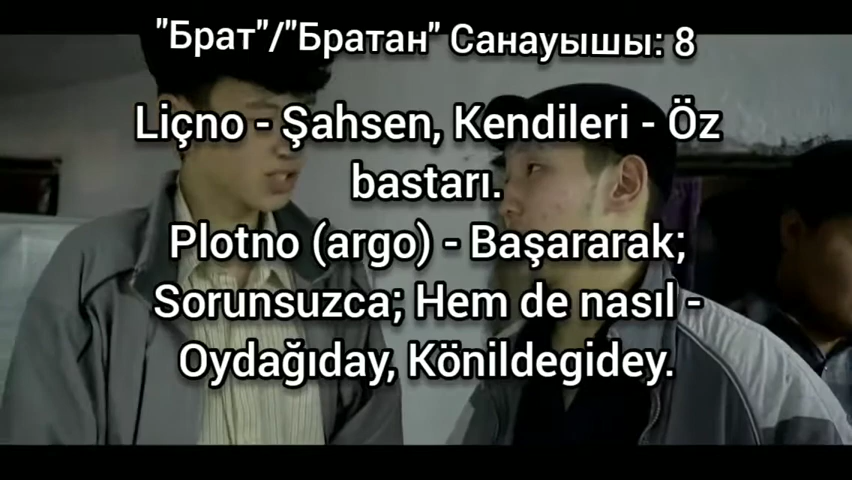 "Брат"/"Братан" Санауышы: 8
Liçno - Şahsen, Kendileri - Öz
bastarı.
Plotno (argo) - Başararak;
Sorunsuzca; Hem de nasıl -
Oydağıday, Könildegidey.